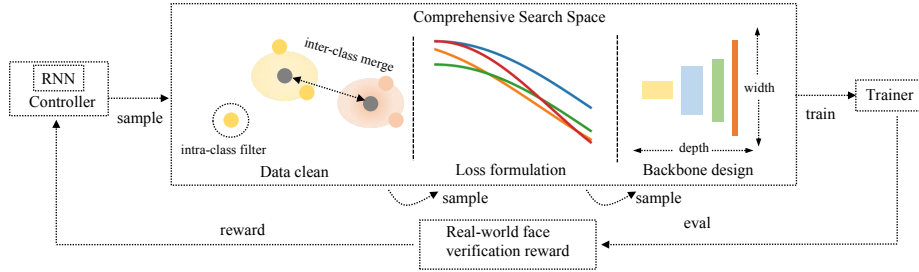 Comprehensive Search Space
RNN
Controller
sample
inter-class merge
intra-class filter
Data clean
Loss formulation
width
depth
Backbone design
train
Trainer
sample
sample
reward
Real-world face
verification reward
eval